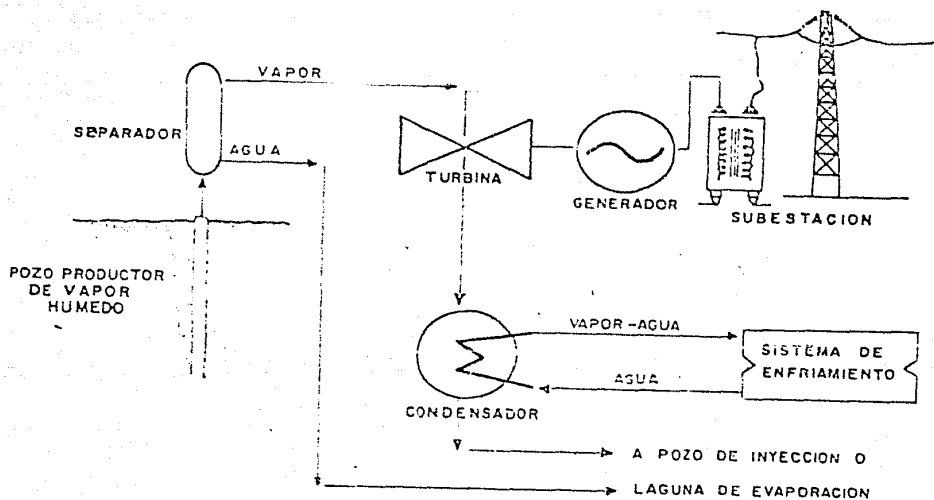 VAPOR
SEPARADOR
AGUA
TURBINA
GENERADOR
SUBESTACION
POZO PRODUCTOR
DE VAPOR
HUMEDO
VAPOR-AGUA
SISTEMA DE
ENFRIAMIENTO
AGUA
CONDENSADOR
A POZO DE INYECCION O
LAGUNA DE EVAPORACION